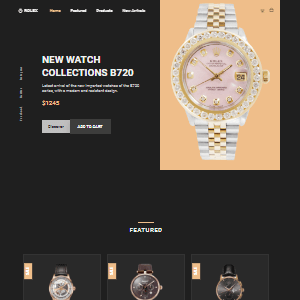 ROLEX
Home Featured Products New Arrivals
NEW WATCH
COLLECTIONS B720
Latest arrival of the new imported watches of the B720
series, with a modern and resistant design.
$1245
Discover
ADD TO CART
FEATURED